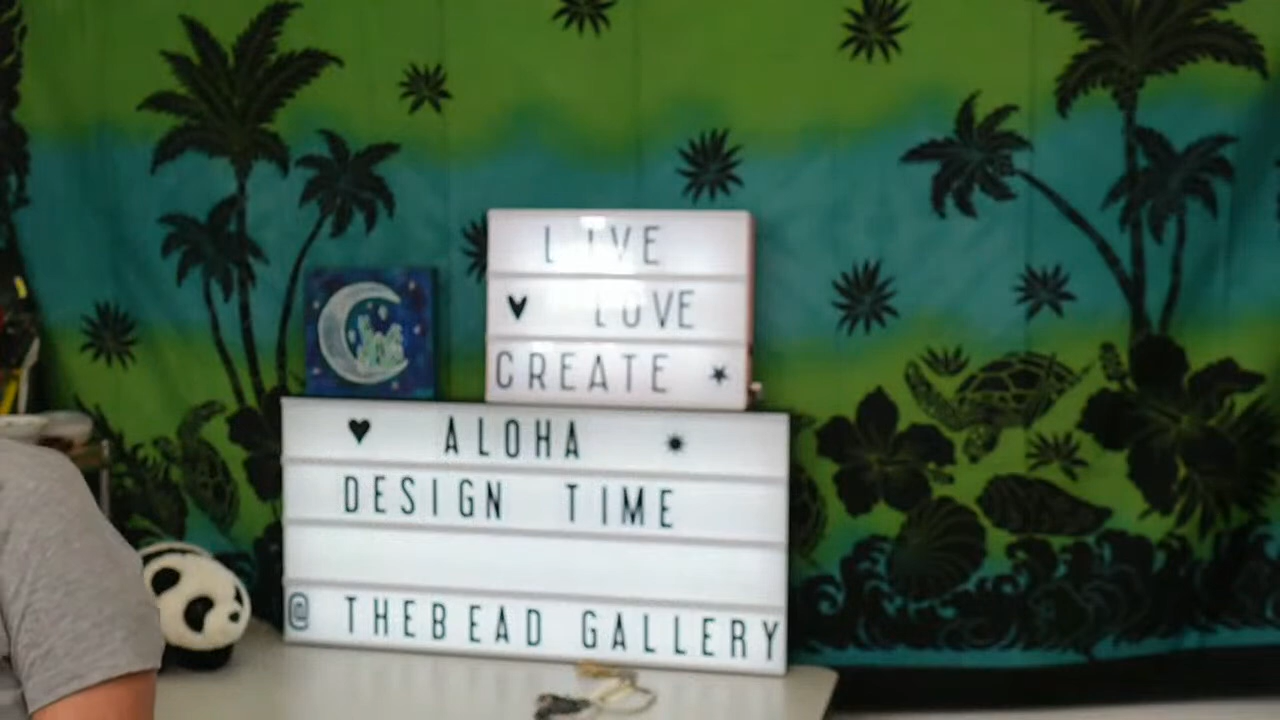 LIVE
♥ LOVE
CREATE ★
♥ ALOHA ✷
DESIGN TIME
@ THEBEAD GALLERY